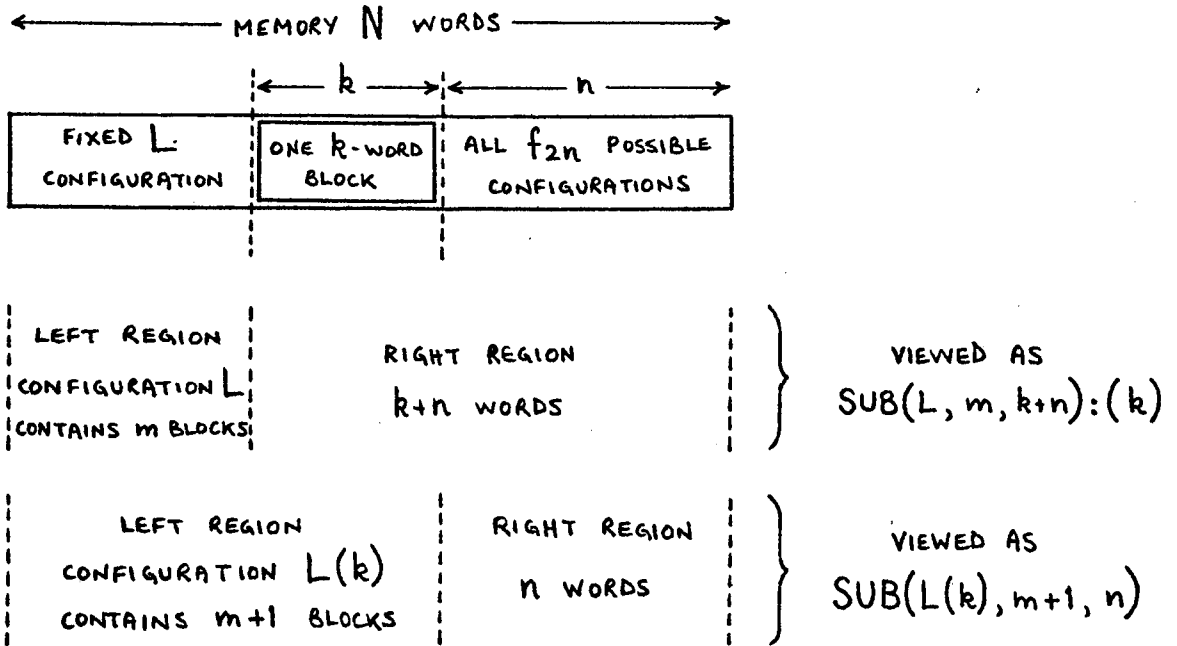 MEMORY N WORDS
k n
FIXED L.
CONFIGURATION
ONE k-WORD
BLOCK
ALL f2n POSSIBLE
CONFIGURATIONS
LEFT REGION
CONFIGURATION L
CONTAINS m BLOCKS
RIGHT REGION
k+n WORDS
VIEWED AS
SUB(L, m, k+n):(k)
LEFT REGION
CONFIGURATION L(k)
CONTAINS m+1 BLOCKS
RIGHT REGION
n WORDS
VIEWED AS
SUB(L(k), m+1, n)